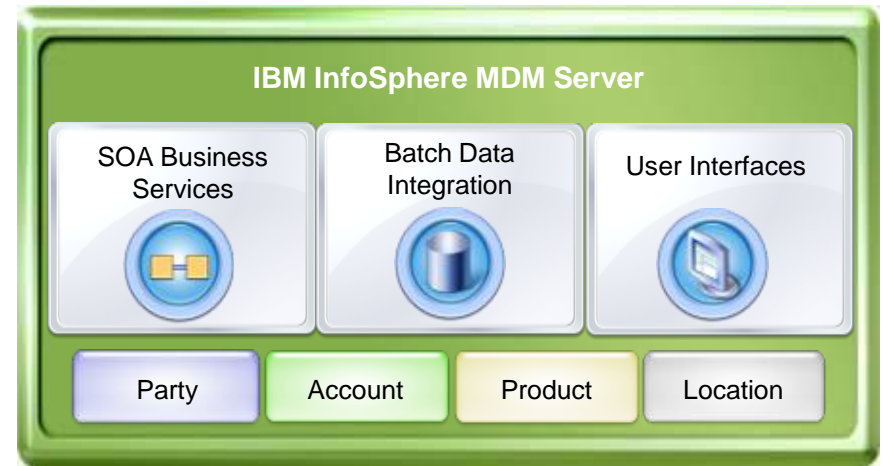 IBM InfoSphere MDM Server
SOA Business
Services
Batch Data
Integration
User Interfaces
Party
Account
Product
Location